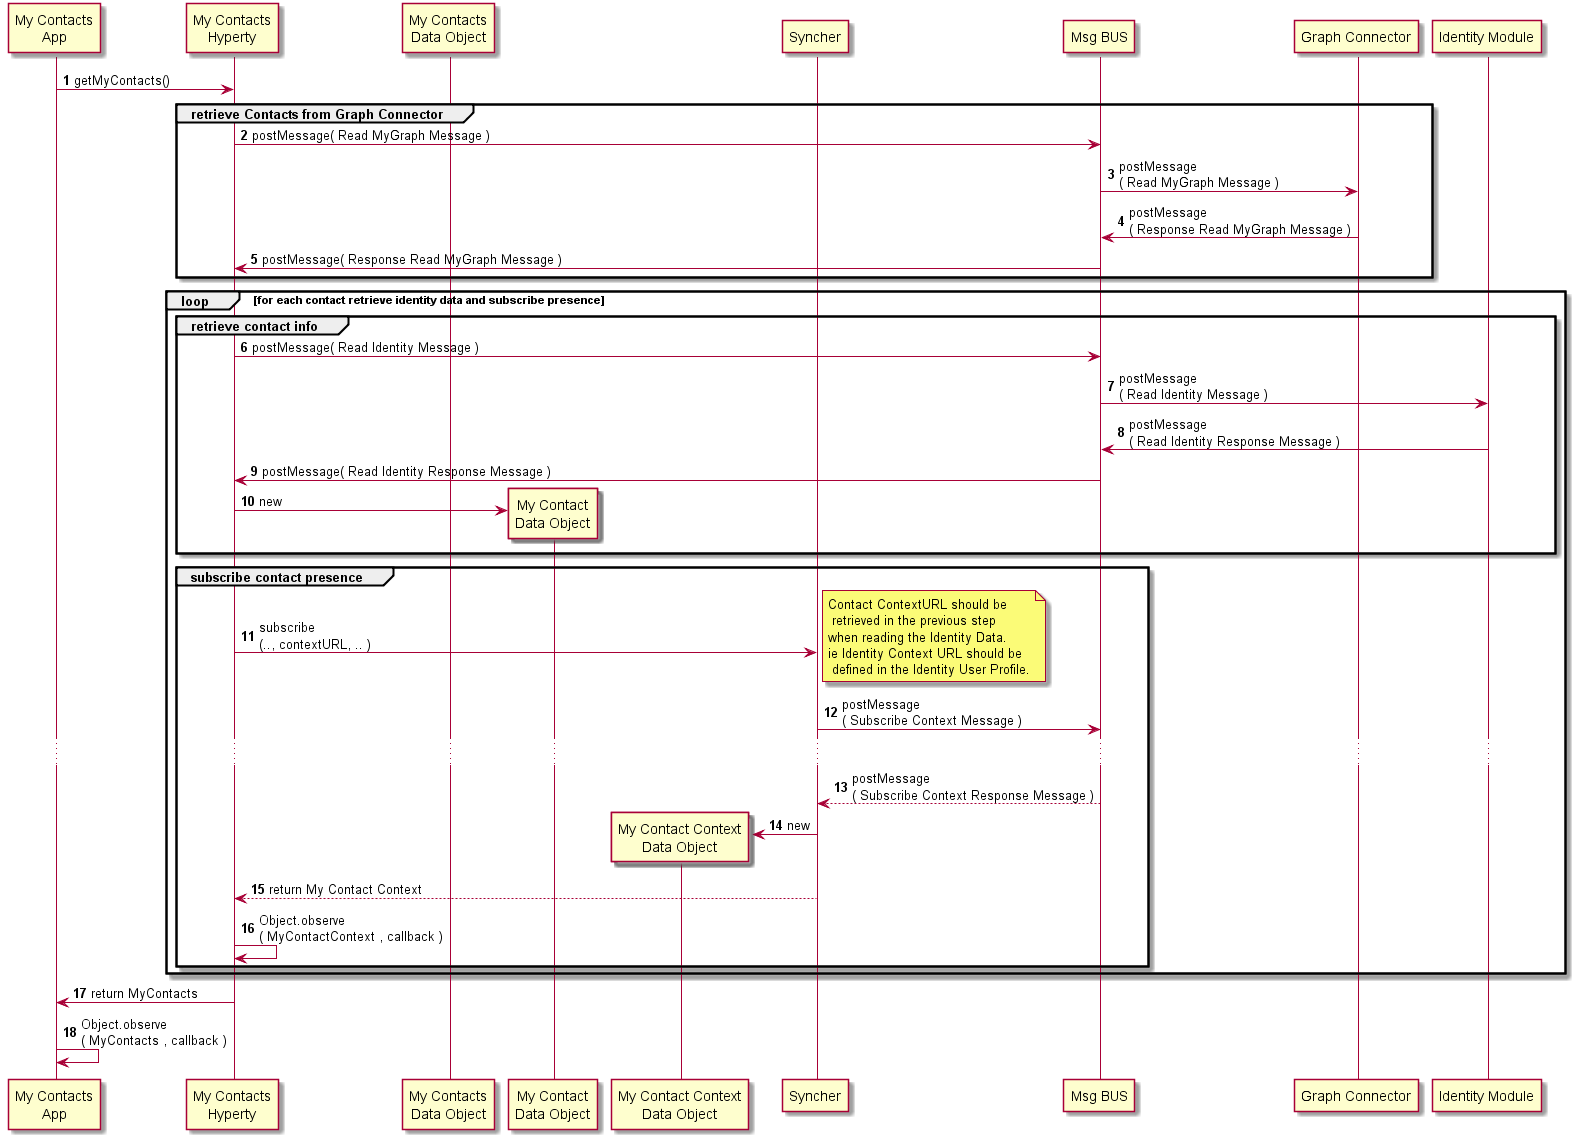 My Contacts
App
My Contacts
Hyperty
My Contacts
Data Object
Syncher
Msg BUS
Graph Connector
Identity Module
1 getMyContacts()
retrieve Contacts from Graph Connector
2 postMessage( Read MyGraph Message )
3 postMessage
( Read MyGraph Message )
4 postMessage
( Response Read MyGraph Message )
5 postMessage( Response Read MyGraph Message )
loop [for each contact retrieve identity data and subscribe presence]
retrieve contact info
6 postMessage( Read Identity Message )
7 postMessage
( Read Identity Message )
8 postMessage
( Read Identity Response Message )
9 postMessage( Read Identity Response Message )
10 new
My Contact
Data Object
subscribe contact presence
11 subscribe
(.., contextURL, .. )
Contact ContextURL should be
retrieved in the previous step
when reading the Identity Data.
ie Identity Context URL should be
defined in the Identity User Profile.
12 postMessage
( Subscribe Context Message )
13 postMessage
( Subscribe Context Response Message )
14 new
My Contact Context
Data Object
15 return My Contact Context
16 Object.observe
( MyContactContext , callback )
17 return MyContacts
18 Object.observe
( MyContacts , callback )
My Contacts
App
My Contacts
Hyperty
My Contacts
Data Object
My Contact
Data Object
My Contact Context
Data Object
Syncher
Msg BUS
Graph Connector
Identity Module